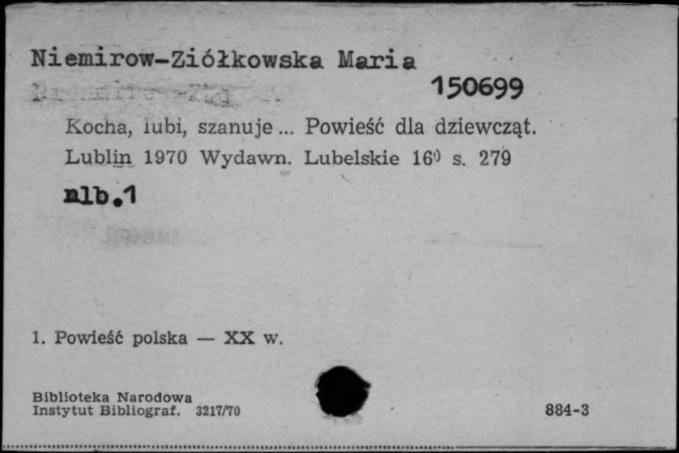 Niemirow-Ziółkowska Maria
150699
Kocha, lubi, szanuje ... Powieść dla dziewcząt.
Lublin 1970 Wydawn. Lubelskie 16⁰ s. 279
nlb.1
1. Powieść polska — XX w.
Biblioteka Narodowa
Instytut Bibliograf. 3217/70
884-3